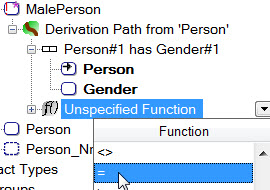 MalePerson
Derivation Path from 'Person'
Person#1 has Gender#1
Person
Gender
f() Unspecified Function
Person
Function
Person_Nr
<>
act Types
=